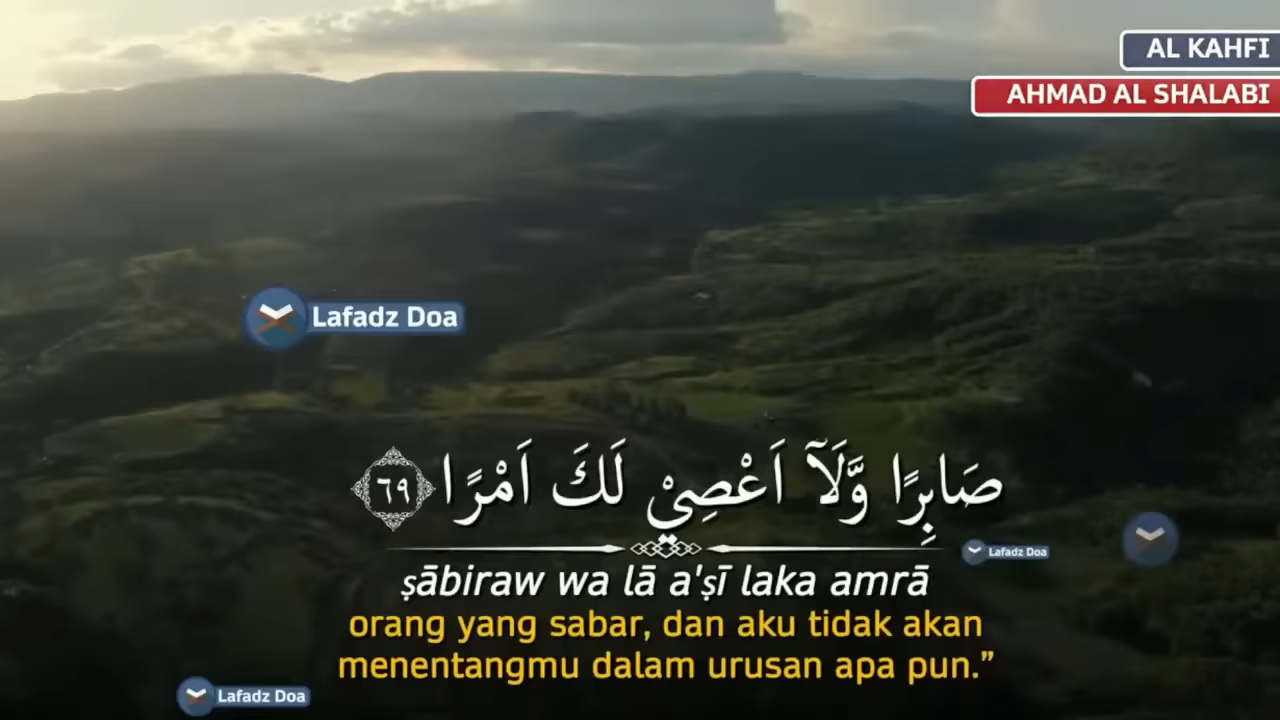 AL KAHFI
AHMAD AL SHALABI
Lafadz Doa
صَابِرًا وَّلَآ اَعْصِيْ لَكَ اَمْرًا ٦٩
Lafadz Doa
ṣābiraw wa lā a'ṣī laka amrā
orang yang sabar, dan aku tidak akan
menentangmu dalam urusan apa pun.”
Lafadz Doa